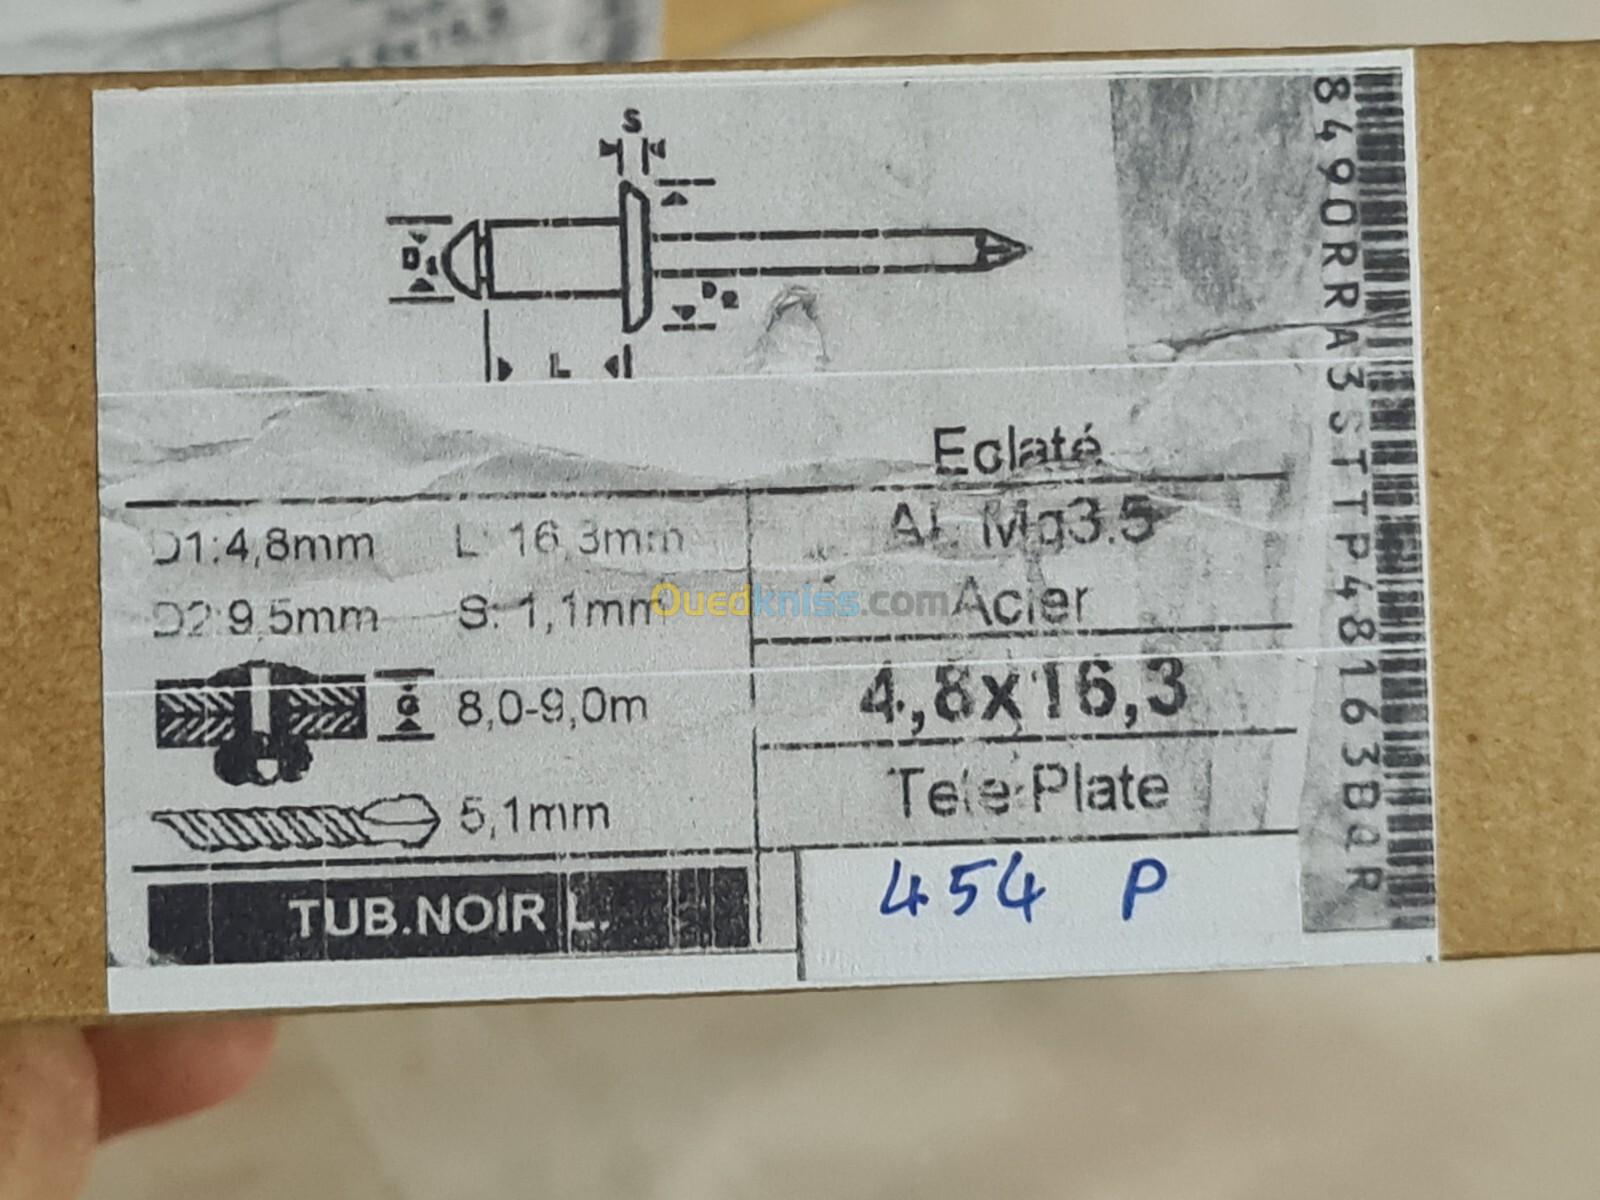 S
D1
D2
L
Eclaté
D1:4,8mm L: 16,3mm
Al. Mg3.5
D2:9,5mm S: 1,1mm
Acier
Ouedkniss.com
G 8,0-9,0m
4,8x16,3
5,1mm
Tete Plate
TUB.NOIR L.
454 P
8490RRA3STTP48163BQR